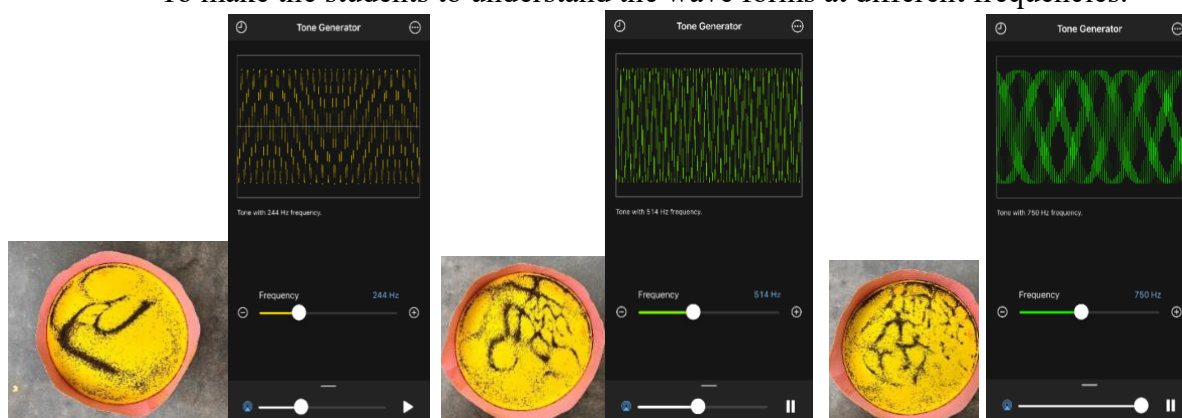 To make the students to understand the wave forms at different frequencies.
Tone Generator
Tone with 244 Hz frequency.
Frequency 244 Hz
Tone Generator
Tone with 514 Hz frequency.
Frequency 514 Hz
Tone Generator
Tone with 750 Hz frequency.
Frequency 750 Hz